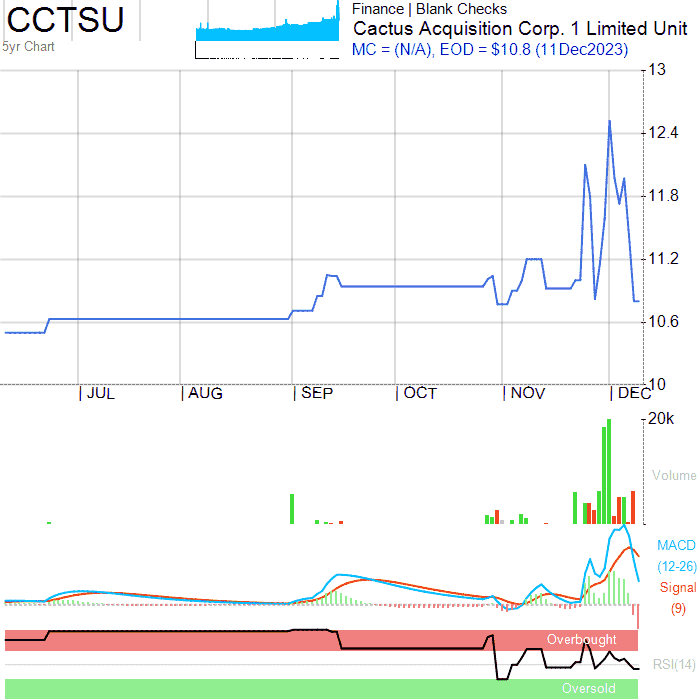 CCTSU
5yr Chart
Finance | Blank Checks
Cactus Acquisition Corp. 1 Limited Unit
MC = (N/A), EOD = $10.8 (11Dec2023)
13
12.4
11.8
11.2
10.6
10
| JUL | AUG | SEP | OCT | NOV | DEC
20k
Volume
MACD
(12-26)
Signal
(9)
Overbought
RSI(14)
Oversold